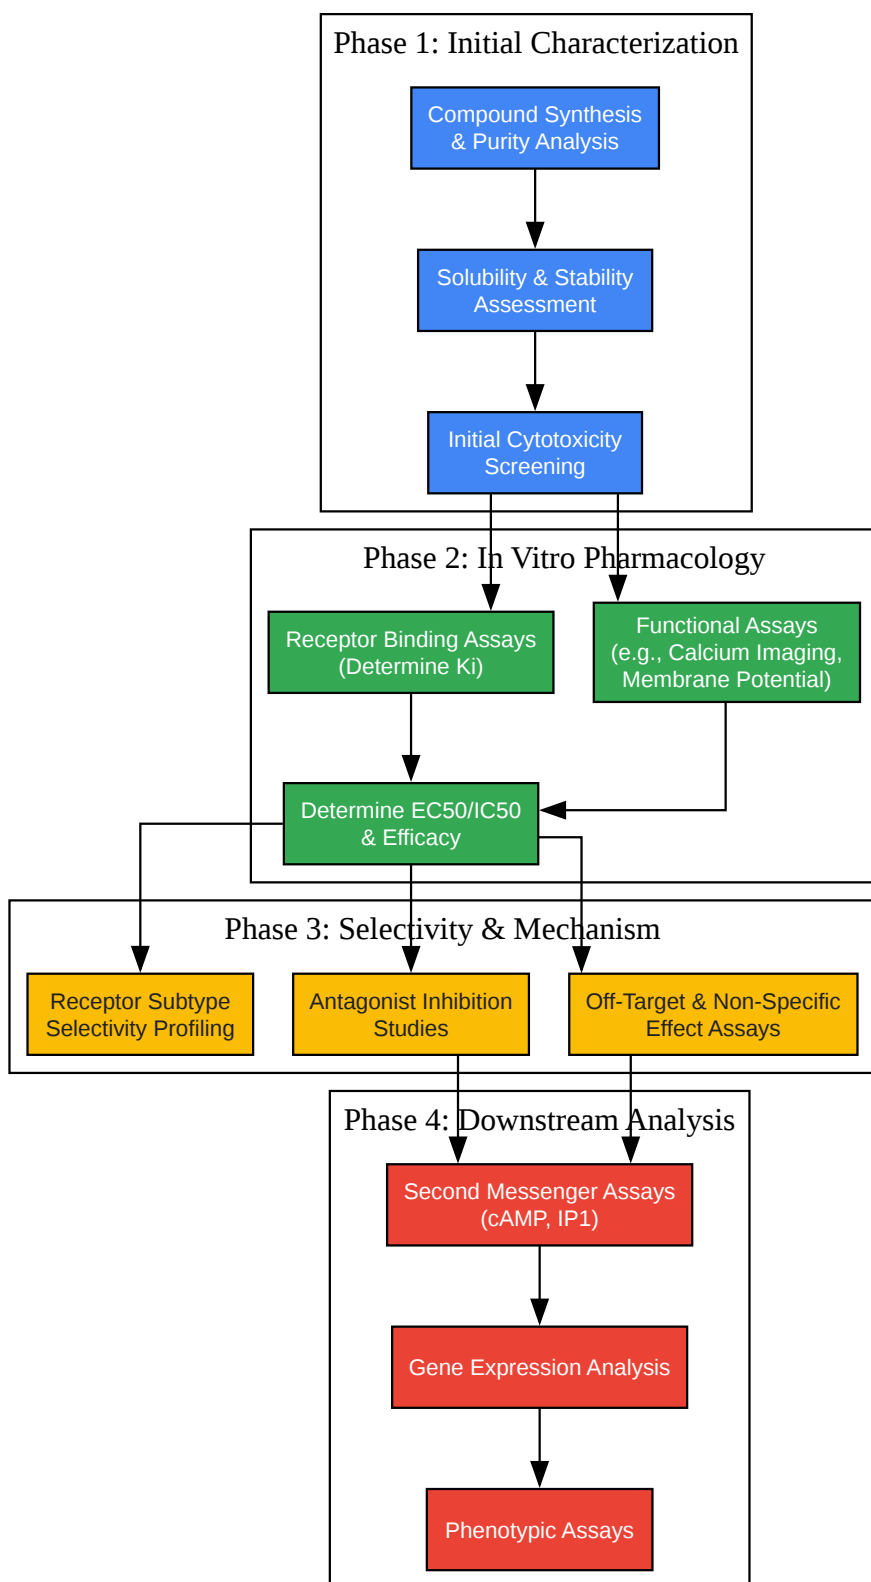 Phase 1: Initial Characterization
Compound Synthesis
& Purity Analysis
Solubility & Stability
Assessment
Initial Cytotoxicity
Screening
Phase 2: In Vitro Pharmacology
Receptor Binding Assays
(Determine Ki)
Functional Assays
(e.g., Calcium Imaging,
Membrane Potential)
Determine EC50/IC50
& Efficacy
Phase 3: Selectivity & Mechanism
Receptor Subtype
Selectivity Profiling
Antagonist Inhibition
Studies
Off-Target & Non-Specific
Effect Assays
Phase 4: Downstream Analysis
Second Messenger Assays
(cAMP, IP1)
Gene Expression Analysis
Phenotypic Assays